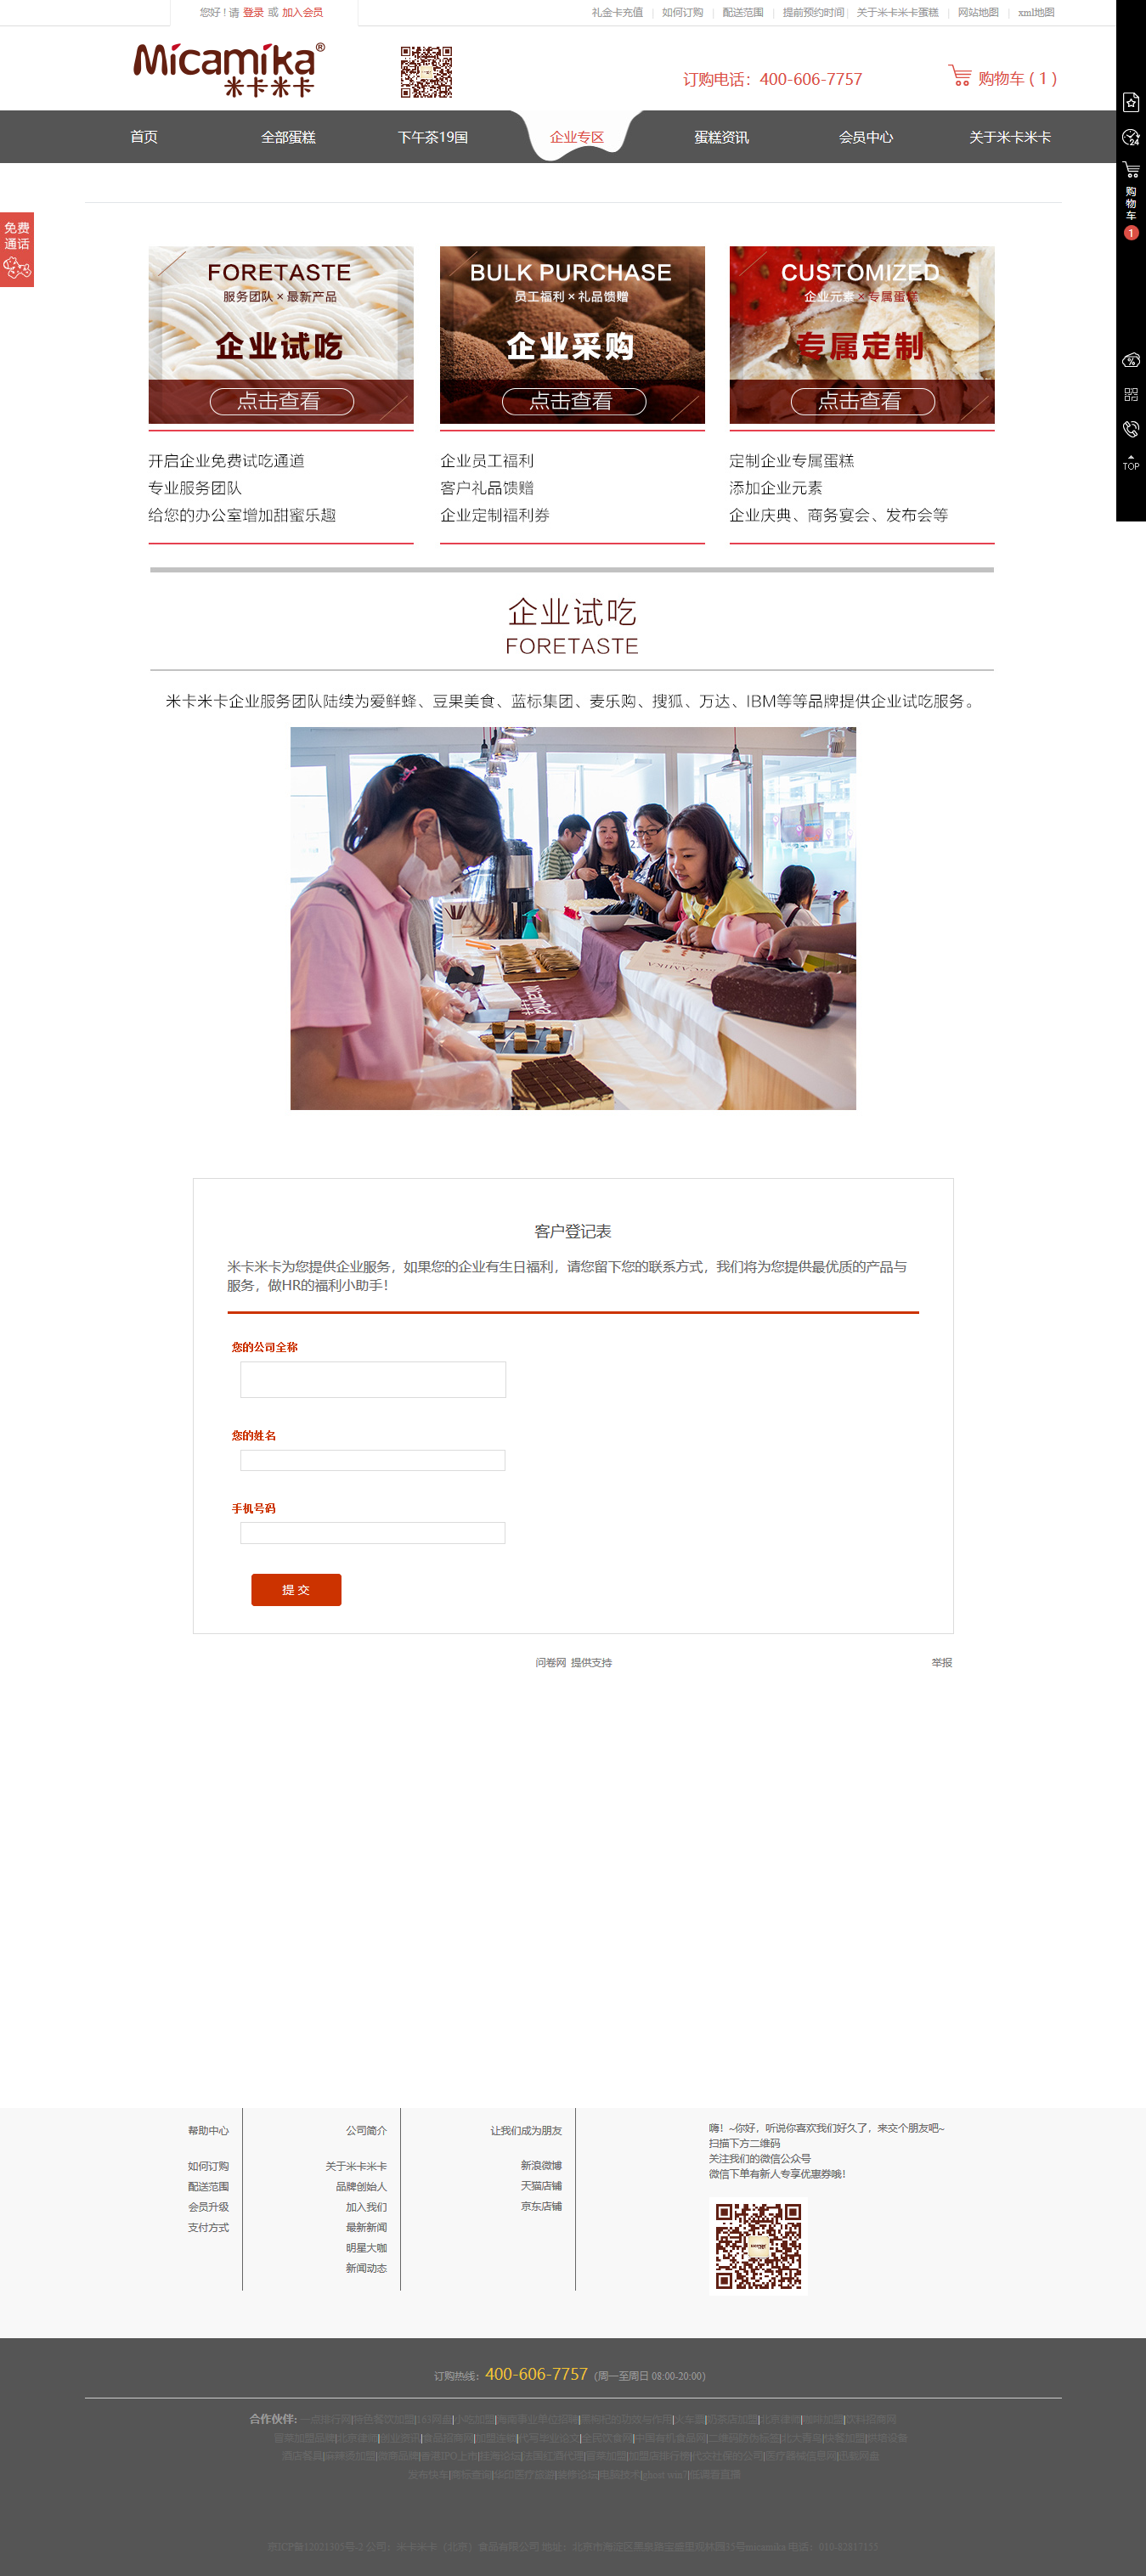 您好！请 登录 或 加入会员
礼金卡充值 | 如何订购 | 配送范围 | 提前预约时间 | 关于米卡米卡蛋糕 | 网站地图 | xml地图
Micamika®
米卡米卡
订购电话：400-606-7757
购物车 ( 1 )
首页 全部蛋糕 下午茶19国 企业专区 蛋糕资讯 会员中心 关于米卡米卡
免费
通话
24
购物车
1
%
TOP
FORETASTE
服务团队 × 最新产品
企业试吃
点击查看
BULK PURCHASE
员工福利 × 礼品馈赠
企业采购
点击查看
CUSTOMIZED
企业元素 × 专属蛋糕
专属定制
点击查看
开启企业免费试吃通道
专业服务团队
给您的办公室增加甜蜜乐趣
企业员工福利
客户礼品馈赠
企业定制福利券
定制企业专属蛋糕
添加企业元素
企业庆典、商务宴会、发布会等
企业试吃
FORETASTE
米卡米卡企业服务团队陆续为爱鲜蜂、豆果美食、蓝标集团、麦乐购、搜狐、万达、IBM等等品牌提供企业试吃服务。
客户登记表
米卡米卡为您提供企业服务，如果您的企业有生日福利，请您留下您的联系方式，我们将为您提供最优质的产品与
服务，做HR的福利小助手！
您的公司全称
您的姓名
手机号码
提 交
问卷网 提供支持
举报
帮助中心
如何订购
配送范围
会员升级
支付方式
公司简介
关于米卡米卡
品牌创始人
加入我们
最新新闻
明星大咖
新闻动态
让我们成为朋友
新浪微博
天猫店铺
京东店铺
嗨！~你好，听说你喜欢我们好久了，来交个朋友吧~
扫描下方二维码
关注我们的微信公众号
微信下单有新人专享优惠券哦！
订购热线：400-606-7757（周一至周日 08:00-20:00）
合作伙伴: